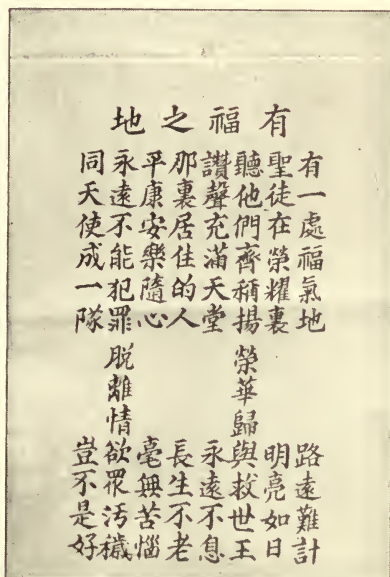 有福之地
有一處福氣地 路遠難計
聖徒在榮耀裏 明亮如日
聽他們齊稱揚 榮華歸與救世王
讚聲充滿天堂 永遠不息
那裏居住的人 長生不老
平康安樂隨心 毫無苦惱
永遠不能犯罪 脫離情欲眾污穢
同天使成一隊 豈不是好